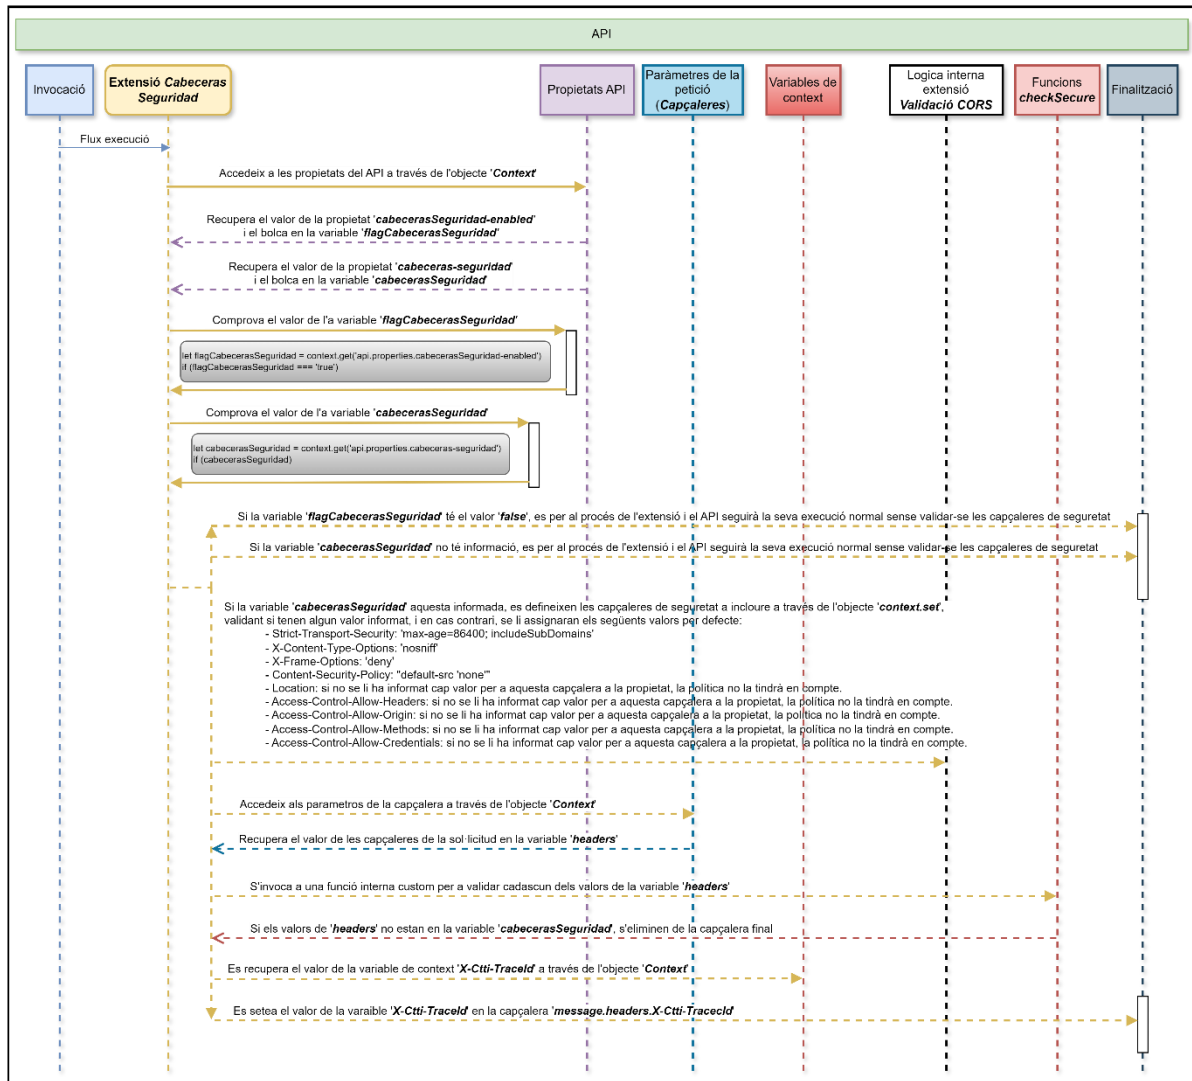 API
Invocació
Extensió Cabeceras
Seguridad
Propietats API
Paràmetres de la
petició
(Capçaleres)
Variables de
context
Logica interna
extensió
Validació CORS
Funcions
checkSecure
Finalització
Flux execució
Accedeix a les propietats del API a través de l'objecte 'Context'
Recupera el valor de la propietat 'cabecerasSeguridad-enabled'
i el bolca en la variable 'flagCabecerasSeguridad'
Recupera el valor de la propietat 'cabeceras-seguridad'
i el bolca en la variable 'cabecerasSeguridad'
Comprova el valor de l'a variable 'flagCabecerasSeguridad'
let flagCabecerasSeguridad = context.get('api.properties.cabecerasSeguridad-enabled')
if (flagCabecerasSeguridad === 'true')
Comprova el valor de l'a variable 'cabecerasSeguridad'
let cabecerasSeguridad = context.get('api.properties.cabeceras-seguridad')
if (cabecerasSeguridad)
Si la variable 'flagCabecerasSeguridad' té el valor 'false', es per al procés de l'extensió i el API seguirà la seva execució normal sense validar-se les capçaleres de seguretat
Si la variable 'cabecerasSeguridad' no té informació, es per al procés de l'extensió i el API seguirà la seva execució normal sense validar-se les capçaleres de seguretat
Si la variable 'cabecerasSeguridad' aquesta informada, es defineixen les capçaleres de seguretat a incloure a través de l'objecte 'context.set',
validant si tenen algun valor informat, i en cas contrari, se li assignaran els següents valors per defecte:
- Strict-Transport-Security: 'max-age=86400; includeSubDomains'
- X-Content-Type-Options: 'nosniff'
- X-Frame-Options: 'deny'
- Content-Security-Policy: "default-src 'none'"
- Location: si no se li ha informat cap valor per a aquesta capçalera a la propietat, la política no la tindrà en compte.
- Access-Control-Allow-Headers: si no se li ha informat cap valor per a aquesta capçalera a la propietat, la política no la tindrà en compte.
- Access-Control-Allow-Origin: si no se li ha informat cap valor per a aquesta capçalera a la propietat, la política no la tindrà en compte.
- Access-Control-Allow-Methods: si no se li ha informat cap valor per a aquesta capçalera a la propietat, la política no la tindrà en compte.
- Access-Control-Allow-Credentials: si no se li ha informat cap valor per a aquesta capçalera a la propietat, la política no la tindrà en compte.
Accedeix als parametros de la capçalera a través de l'objecte 'Context'
Recupera el valor de les capçaleres de la sol·licitud en la variable 'headers'
S'invoca a una funció interna custom per a validar cadascun dels valors de la variable 'headers'
Si els valors de 'headers' no estan en la variable 'cabecerasSeguridad', s'eliminen de la capçalera final
Es recupera el valor de la variable de context 'X-Ctti-TraceId' a través de l'objecte 'Context'
Es setea el valor de la varaible 'X-Ctti-TraceId' en la capçalera 'message.headers.X-Ctti-TracecId'